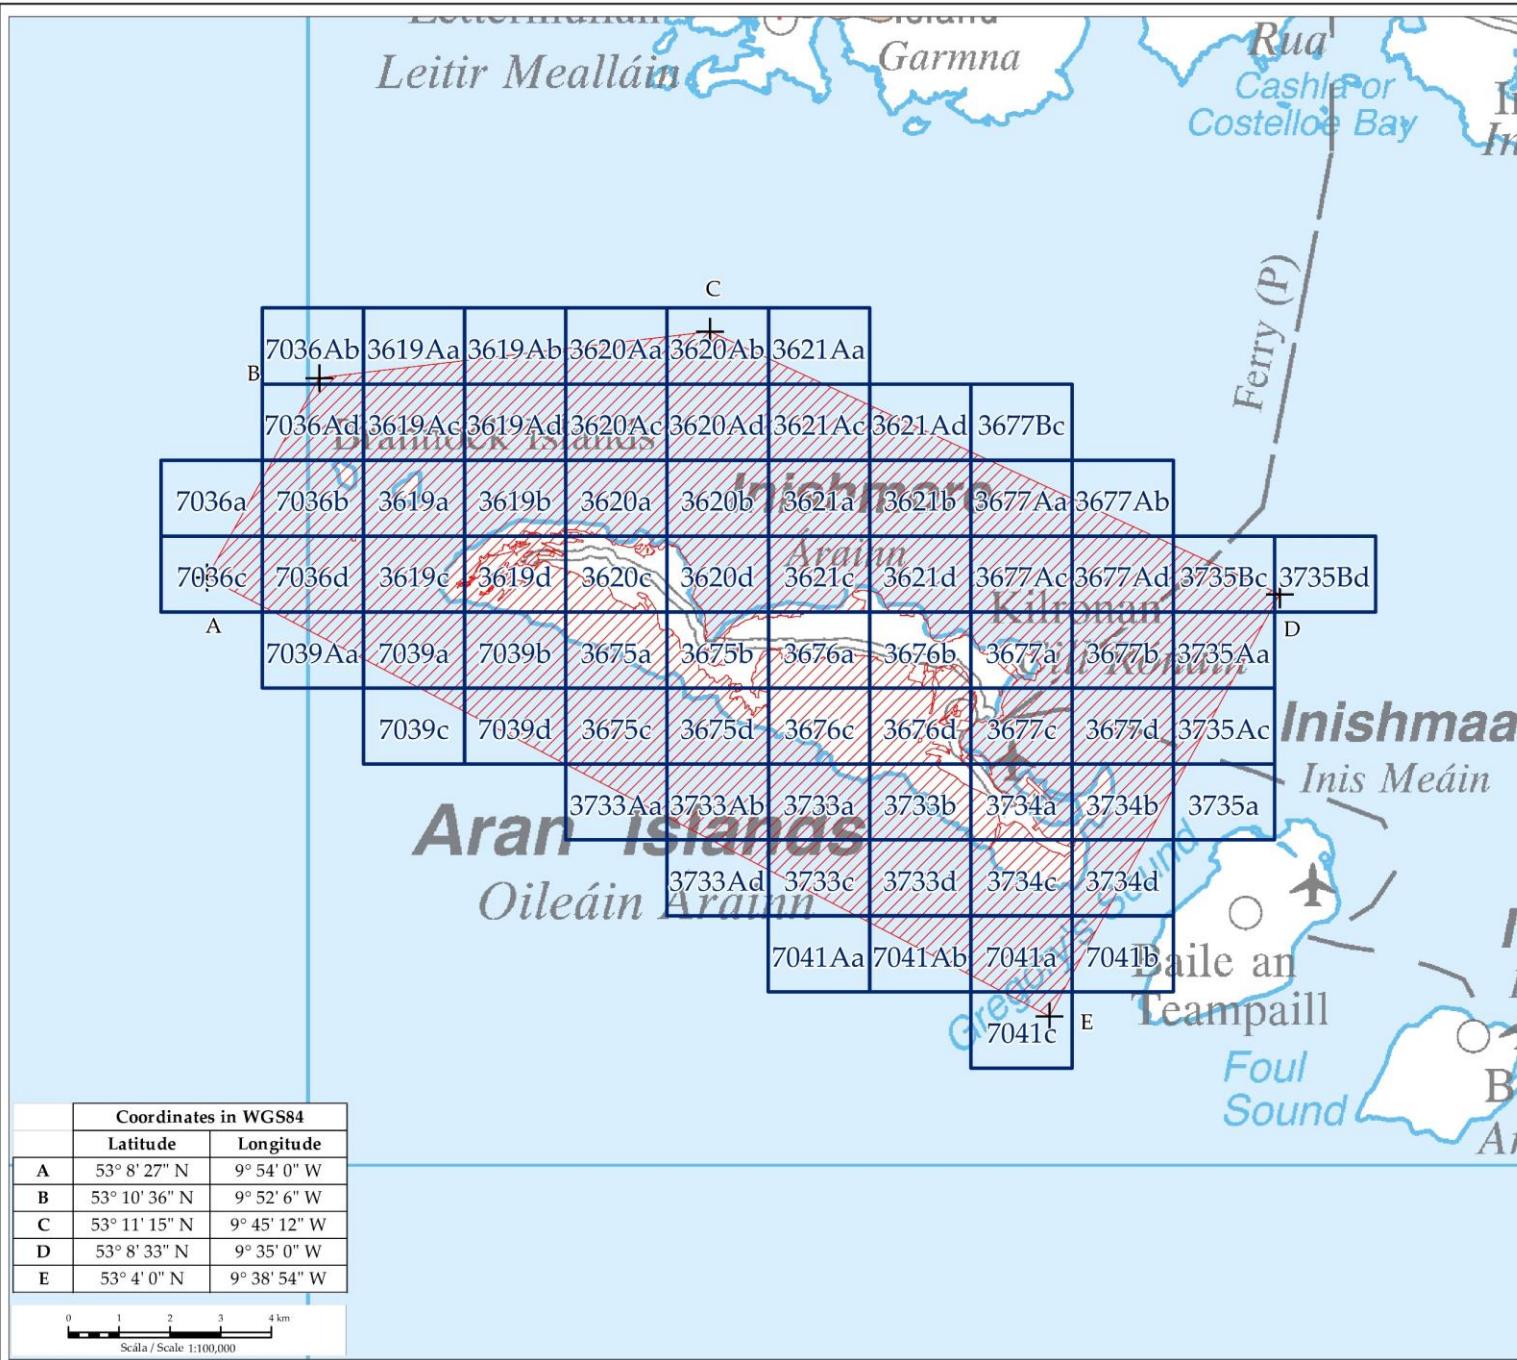 Leitir Mealláin
Island
Garmna
Rua
Cashla or
Costelloe Bay
Ferry (P)
C
B
7036Ab 3619Aa 3619Ab 3620Aa 3620Ab 3621Aa
7036Ad 3619Ac 3619Ad 3620Ac 3620Ad 3621Ac 3621Ad 3677Bc
Brannock Islands
7036a 7036b 3619a 3619b 3620a 3620b 3621a 3621b 3677Aa 3677Ab
Inishmore
Árainn
7036c 7036d 3619c 3619d 3620c 3620d 3621c 3621d 3677Ac 3677Ad 3735Bc 3735Bd
Kilronan
A
D
7039Aa 7039a 7039b 3675a 3675b 3676a 3676b 3677a 3677b 3735Aa
Cill Rónáin
7039c 7039d 3675c 3675d 3676c 3676d 3677c 3677d 3735Ac
Inishmaa
Inis Meáin
3733Aa 3733Ab 3733a 3733b 3734a 3734b 3735a
Aran Islands
Oileáin Árainn
3733Ad 3733c 3733d 3734c 3734d
Gregory's Sound
7041Aa 7041Ab 7041a 7041b
Baile an
Teampaill
7041c
E
Foul
Sound
B
Coordinates in WGS84
Latitude Longitude
A 53° 8' 27" N 9° 54' 0" W
B 53° 10' 36" N 9° 52' 6" W
C 53° 11' 15" N 9° 45' 12" W
D 53° 8' 33" N 9° 35' 0" W
E 53° 4' 0" N 9° 38' 54" W
0 1 2 3 4 km
Scála / Scale 1:100,000